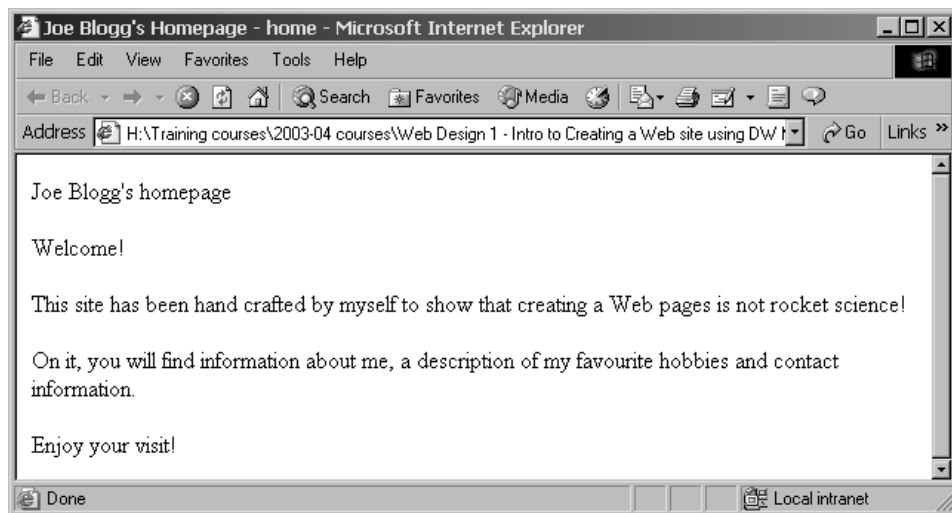 Joe Blogg's Homepage - home - Microsoft Internet Explorer
File Edit View Favorites Tools Help
Back Search Favorites Media
Address H:\Training courses\2003-04 courses\Web Design 1 - Intro to Creating a Web site using DW Go Links »
Joe Blogg's homepage
Welcome!
This site has been hand crafted by myself to show that creating a Web pages is not rocket science!
On it, you will find information about me, a description of my favourite hobbies and contact
information.
Enjoy your visit!
Done Local intranet